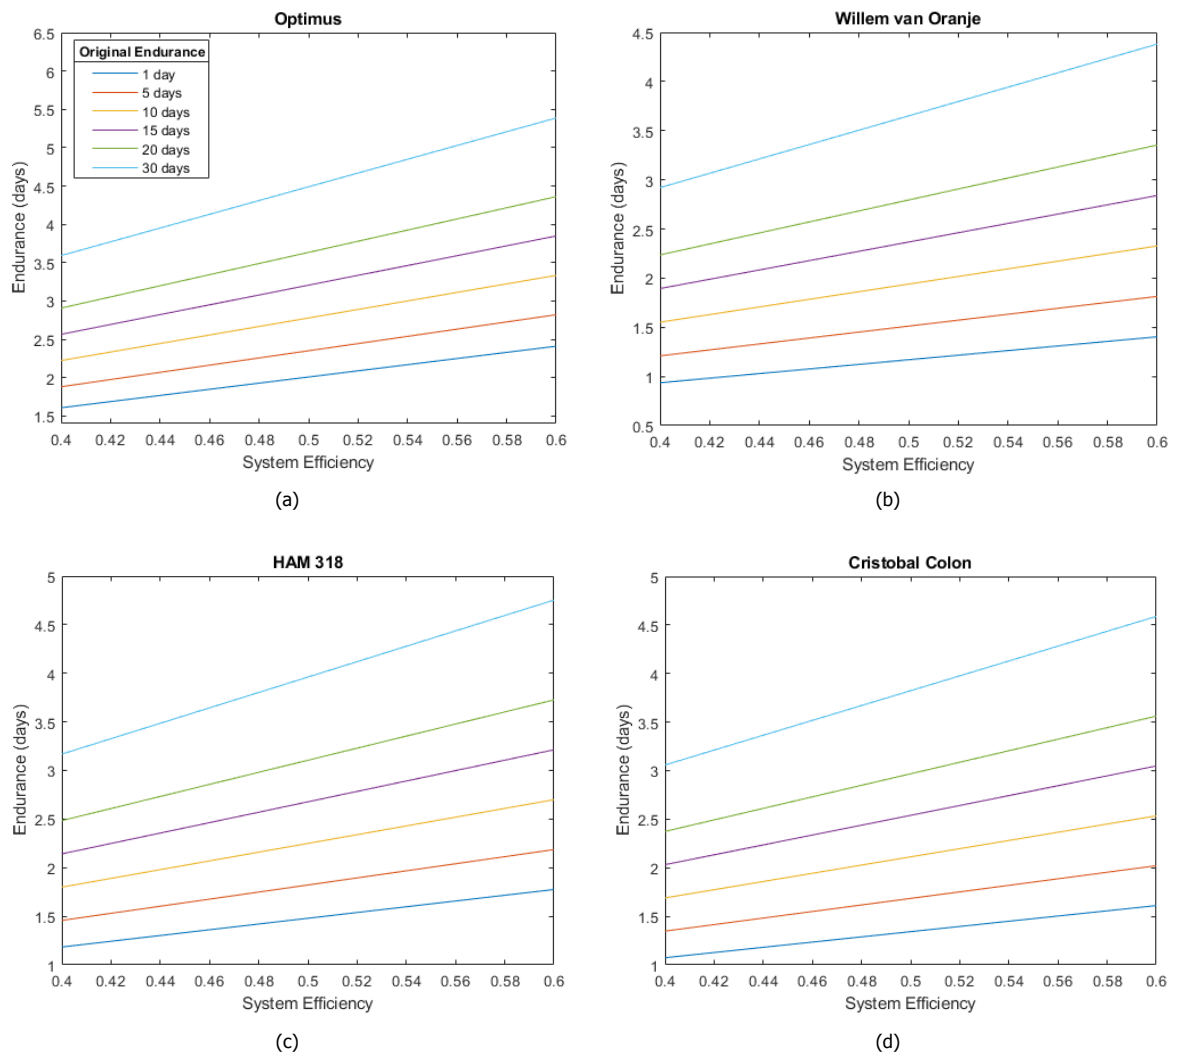 Optimus
6.5
6
5.5
5
4.5
4
3.5
3
2.5
2
1.5
Endurance (days)
Original Endurance
1 day
5 days
10 days
15 days
20 days
30 days
0.4 0.42 0.44 0.46 0.48 0.5 0.52 0.54 0.56 0.58 0.6
System Efficiency
(a)
Willem van Oranje
4.5
4
3.5
3
2.5
2
1.5
1
0.5
Endurance (days)
0.4 0.42 0.44 0.46 0.48 0.5 0.52 0.54 0.56 0.58 0.6
System Efficiency
(b)
HAM 318
5
4.5
4
3.5
3
2.5
2
1.5
1
Endurance (days)
0.4 0.42 0.44 0.46 0.48 0.5 0.52 0.54 0.56 0.58 0.6
System Efficiency
(c)
Cristobal Colon
5
4.5
4
3.5
3
2.5
2
1.5
1
Endurance (days)
0.4 0.42 0.44 0.46 0.48 0.5 0.52 0.54 0.56 0.58 0.6
System Efficiency
(d)